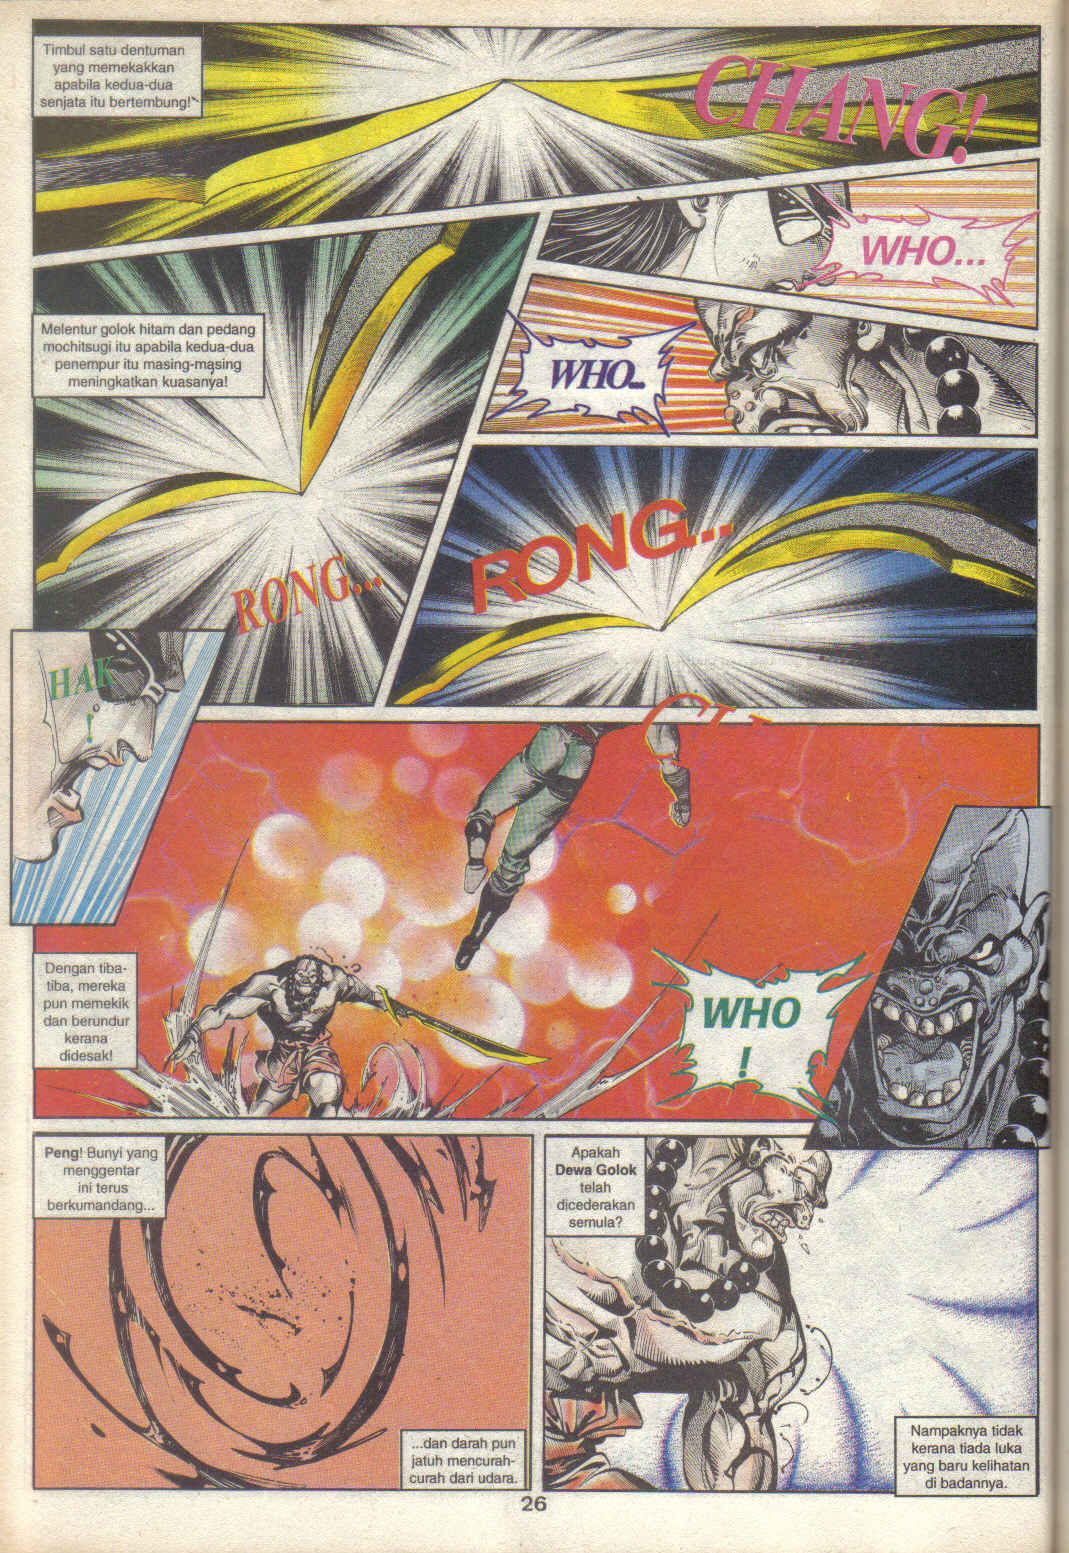 Timbul satu dentuman
yang memekakkan
apabila kedua-dua
senjata itu bertembung!
CHANG!
WHO...
Melentur golok hitam dan pedang
mochitsugi itu apabila kedua-dua
penempur itu masing-masing
meningkatkan kuasanya!
WHO...
RONG...
RONG...
HAK
!
Dengan tiba-
tiba, mereka
pun memekik
dan berundur
kerana
didesak!
WHO
!
Peng! Bunyi yang
menggentar
ini terus
berkumandang...
...dan darah pun
jatuh mencurah-
curah dari udara.
Apakah
Dewa Golok
telah
dicederakan
semula?
Nampaknya tidak
kerana tiada luka
yang baru kelihatan
di badannya.
26